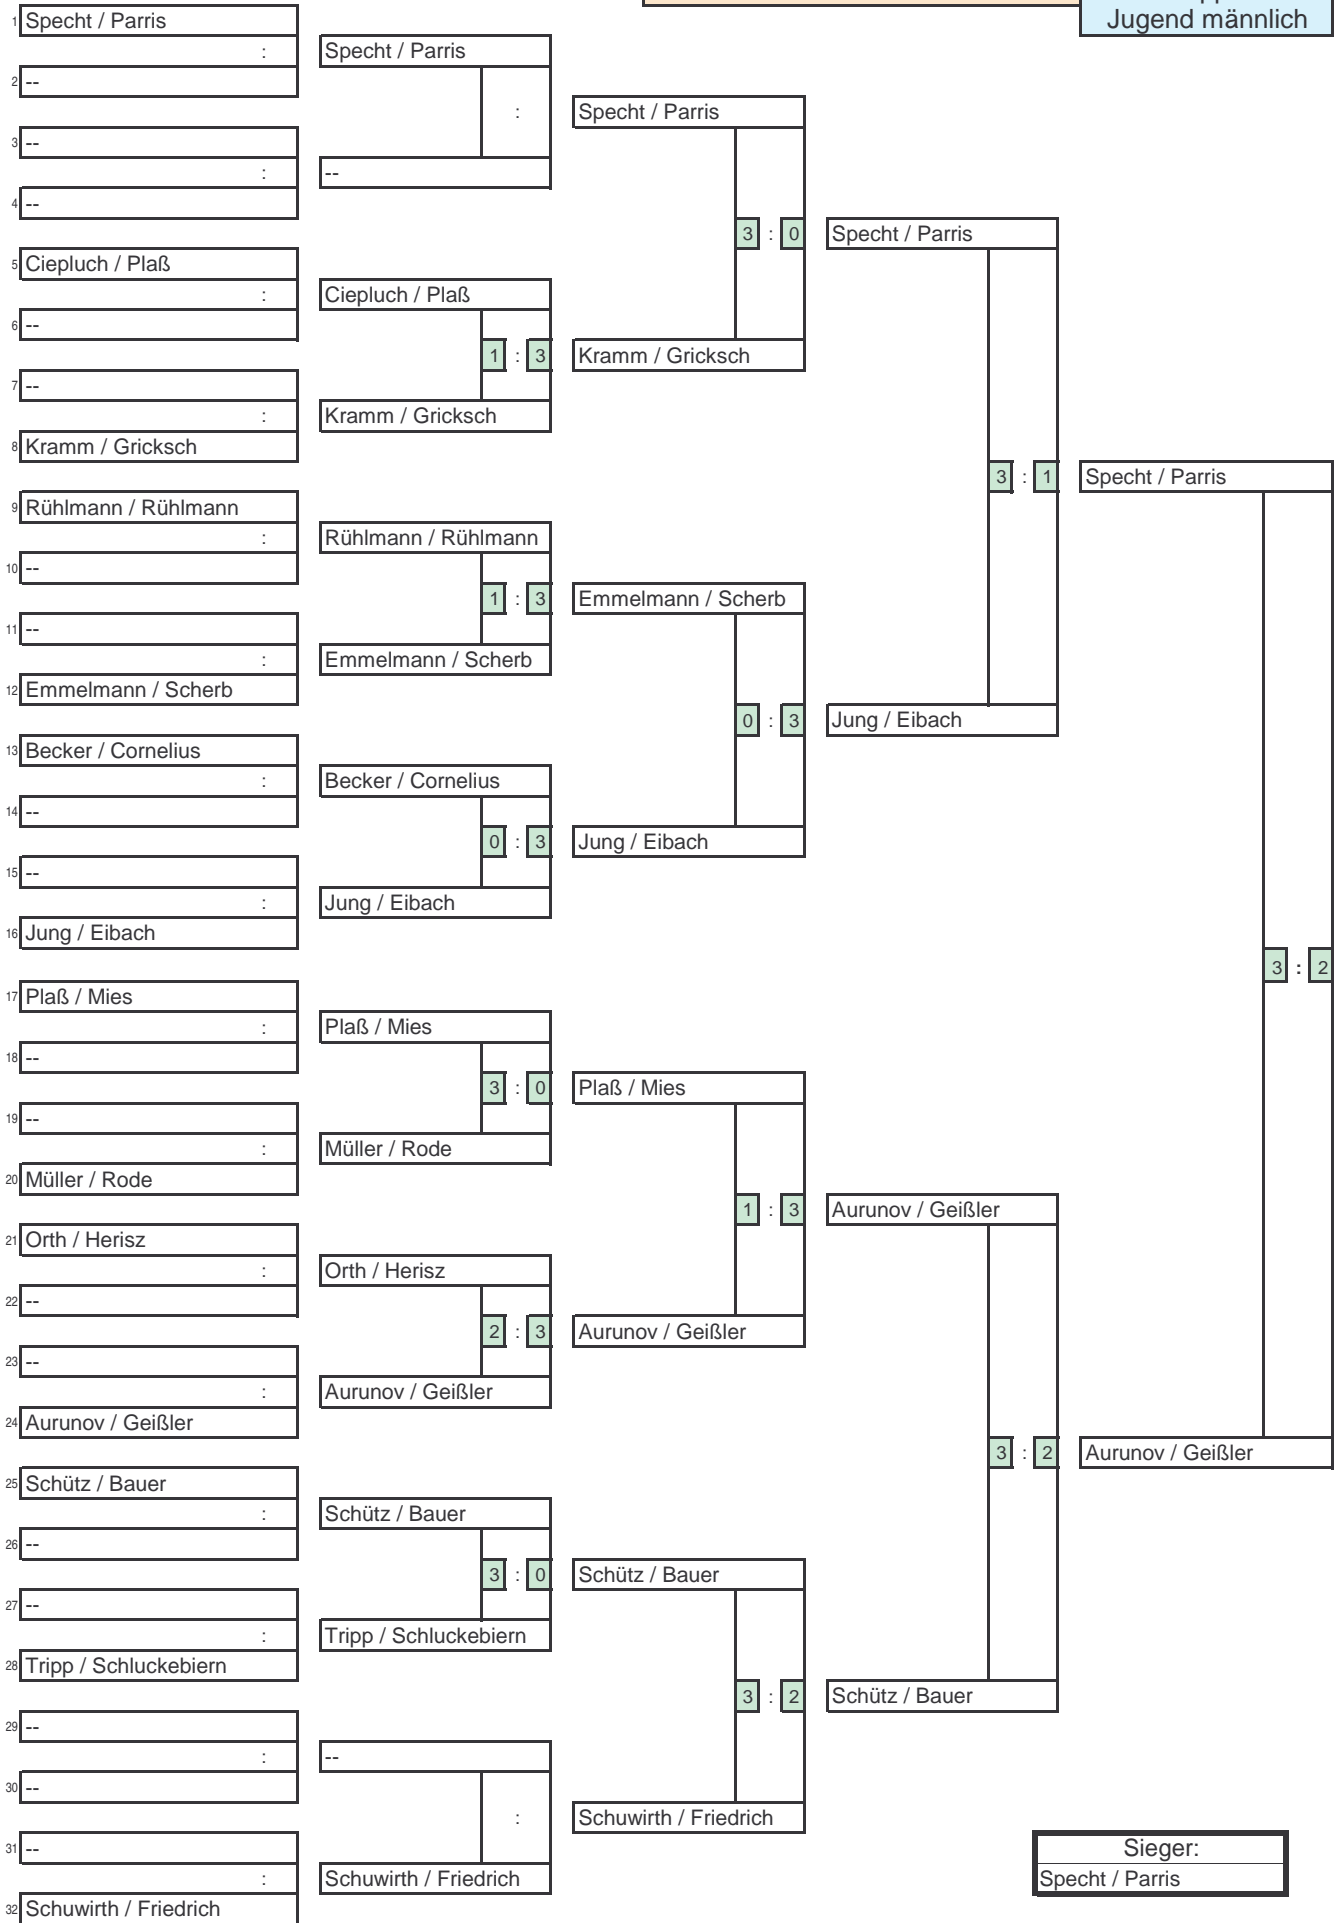 Jugend männlich
1 Specht / Parris
:
2 --
3 --
:
4 --
5 Ciepluch / Plaß
:
6 --
7 --
:
8 Kramm / Gricksch
9 Rühlmann / Rühlmann
:
10 --
11 --
:
12 Emmelmann / Scherb
13 Becker / Cornelius
:
14 --
15 --
:
16 Jung / Eibach
17 Plaß / Mies
:
18 --
19 --
:
20 Müller / Rode
21 Orth / Herisz
:
22 --
23 --
:
24 Aurunov / Geißler
25 Schütz / Bauer
:
26 --
27 --
:
28 Tripp / Schluckebiern
29 --
:
30 --
31 --
:
32 Schuwirth / Friedrich
Specht / Parris
:
--
Ciepluch / Plaß
1 : 3
Kramm / Gricksch
Rühlmann / Rühlmann
1 : 3
Emmelmann / Scherb
Becker / Cornelius
0 : 3
Jung / Eibach
Plaß / Mies
3 : 0
Müller / Rode
Orth / Herisz
2 : 3
Aurunov / Geißler
Schütz / Bauer
3 : 0
Tripp / Schluckebiern
--
:
Schuwirth / Friedrich
Specht / Parris
3 : 0
Kramm / Gricksch
Emmelmann / Scherb
0 : 3
Jung / Eibach
Plaß / Mies
1 : 3
Aurunov / Geißler
Schütz / Bauer
3 : 2
Schuwirth / Friedrich
Specht / Parris
3 : 1
Jung / Eibach
Aurunov / Geißler
3 : 2
Schütz / Bauer
Specht / Parris
3 : 2
Aurunov / Geißler
Sieger:
Specht / Parris